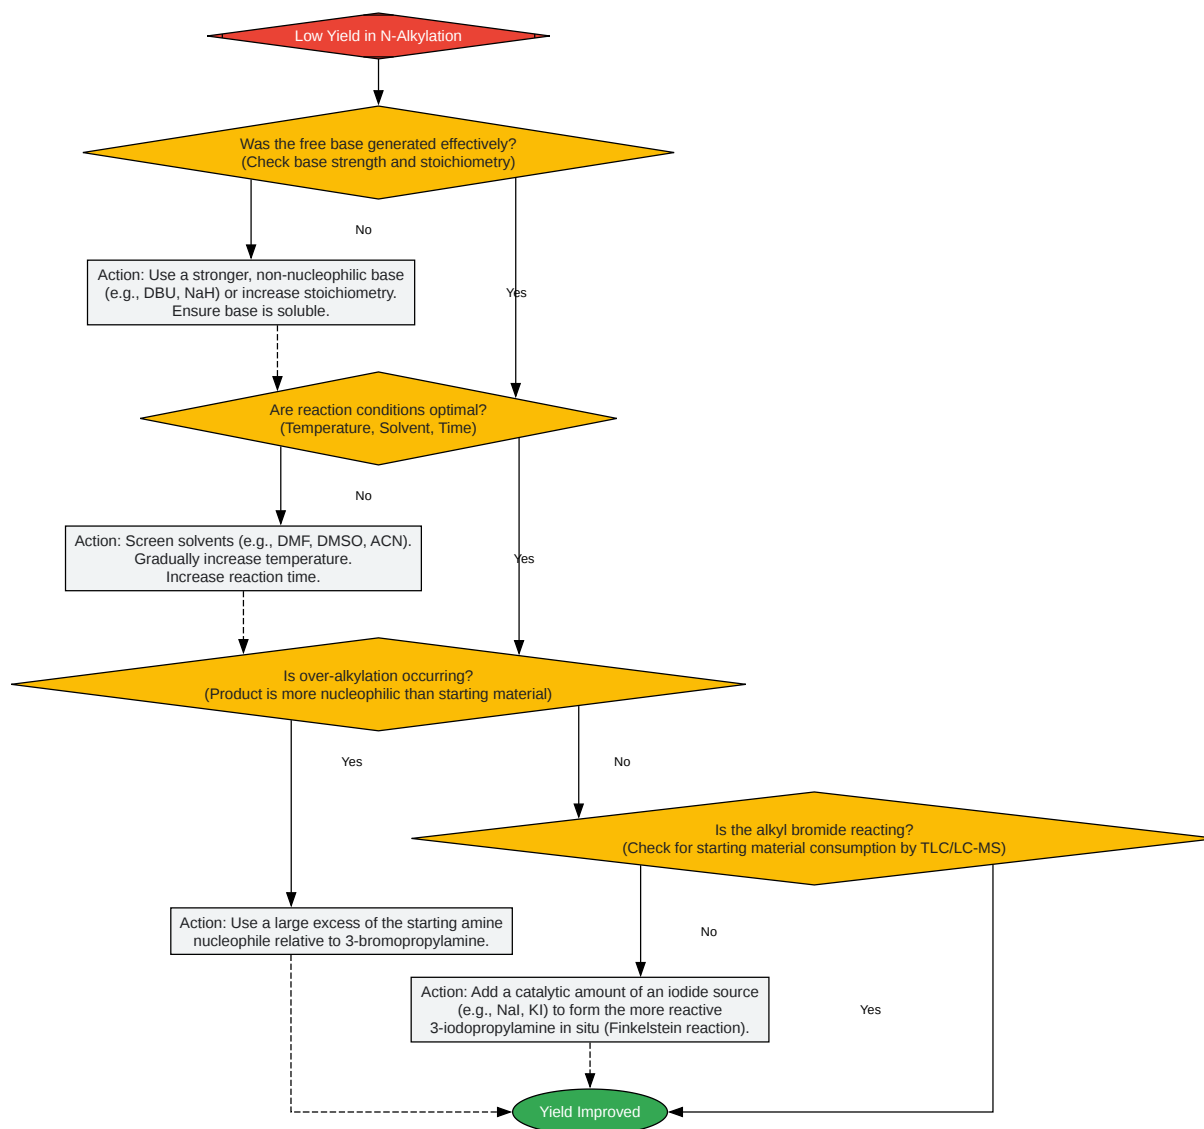 Low Yield in N-Alkylation
Was the free base generated effectively?
(Check base strength and stoichiometry)
No
Action: Use a stronger, non-nucleophilic base
(e.g., DBU, NaH) or increase stoichiometry.
Ensure base is soluble.
Yes
Are reaction conditions optimal?
(Temperature, Solvent, Time)
No
Action: Screen solvents (e.g., DMF, DMSO, ACN).
Gradually increase temperature.
Increase reaction time.
Yes
Is over-alkylation occurring?
(Product is more nucleophilic than starting material)
Yes
No
Is the alkyl bromide reacting?
(Check for starting material consumption by TLC/LC-MS)
Action: Use a large excess of the starting amine
nucleophile relative to 3-bromopropylamine.
No
Action: Add a catalytic amount of an iodide source
(e.g., NaI, KI) to form the more reactive
3-iodopropylamine in situ (Finkelstein reaction).
Yes
Yield Improved